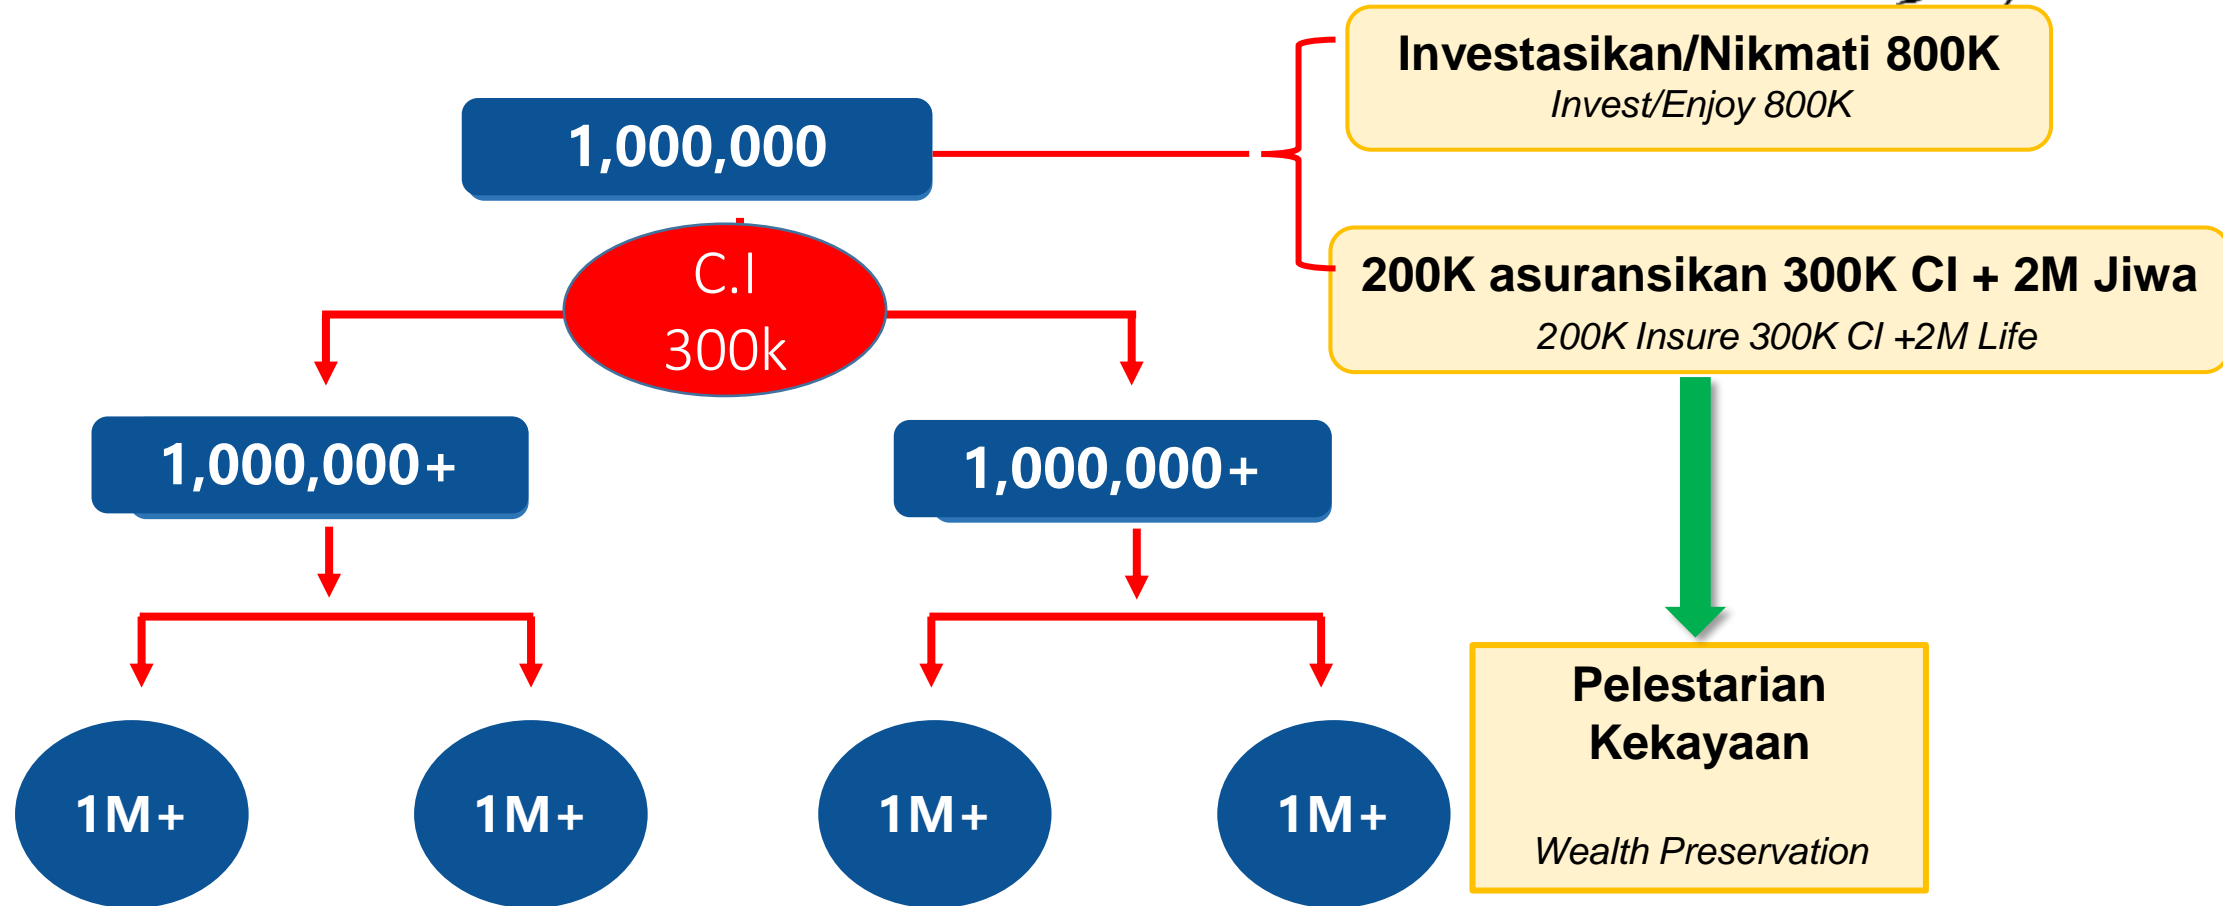 Investasikan/Nikmati 800K
Invest/Enjoy 800K
1,000,000
200K asuransikan 300K CI + 2M Jiwa
200K Insure 300K CI +2M Life
C.I
300k
1,000,000+
1,000,000+
Pelestarian
Kekayaan
Wealth Preservation
1M+
1M+
1M+
1M+